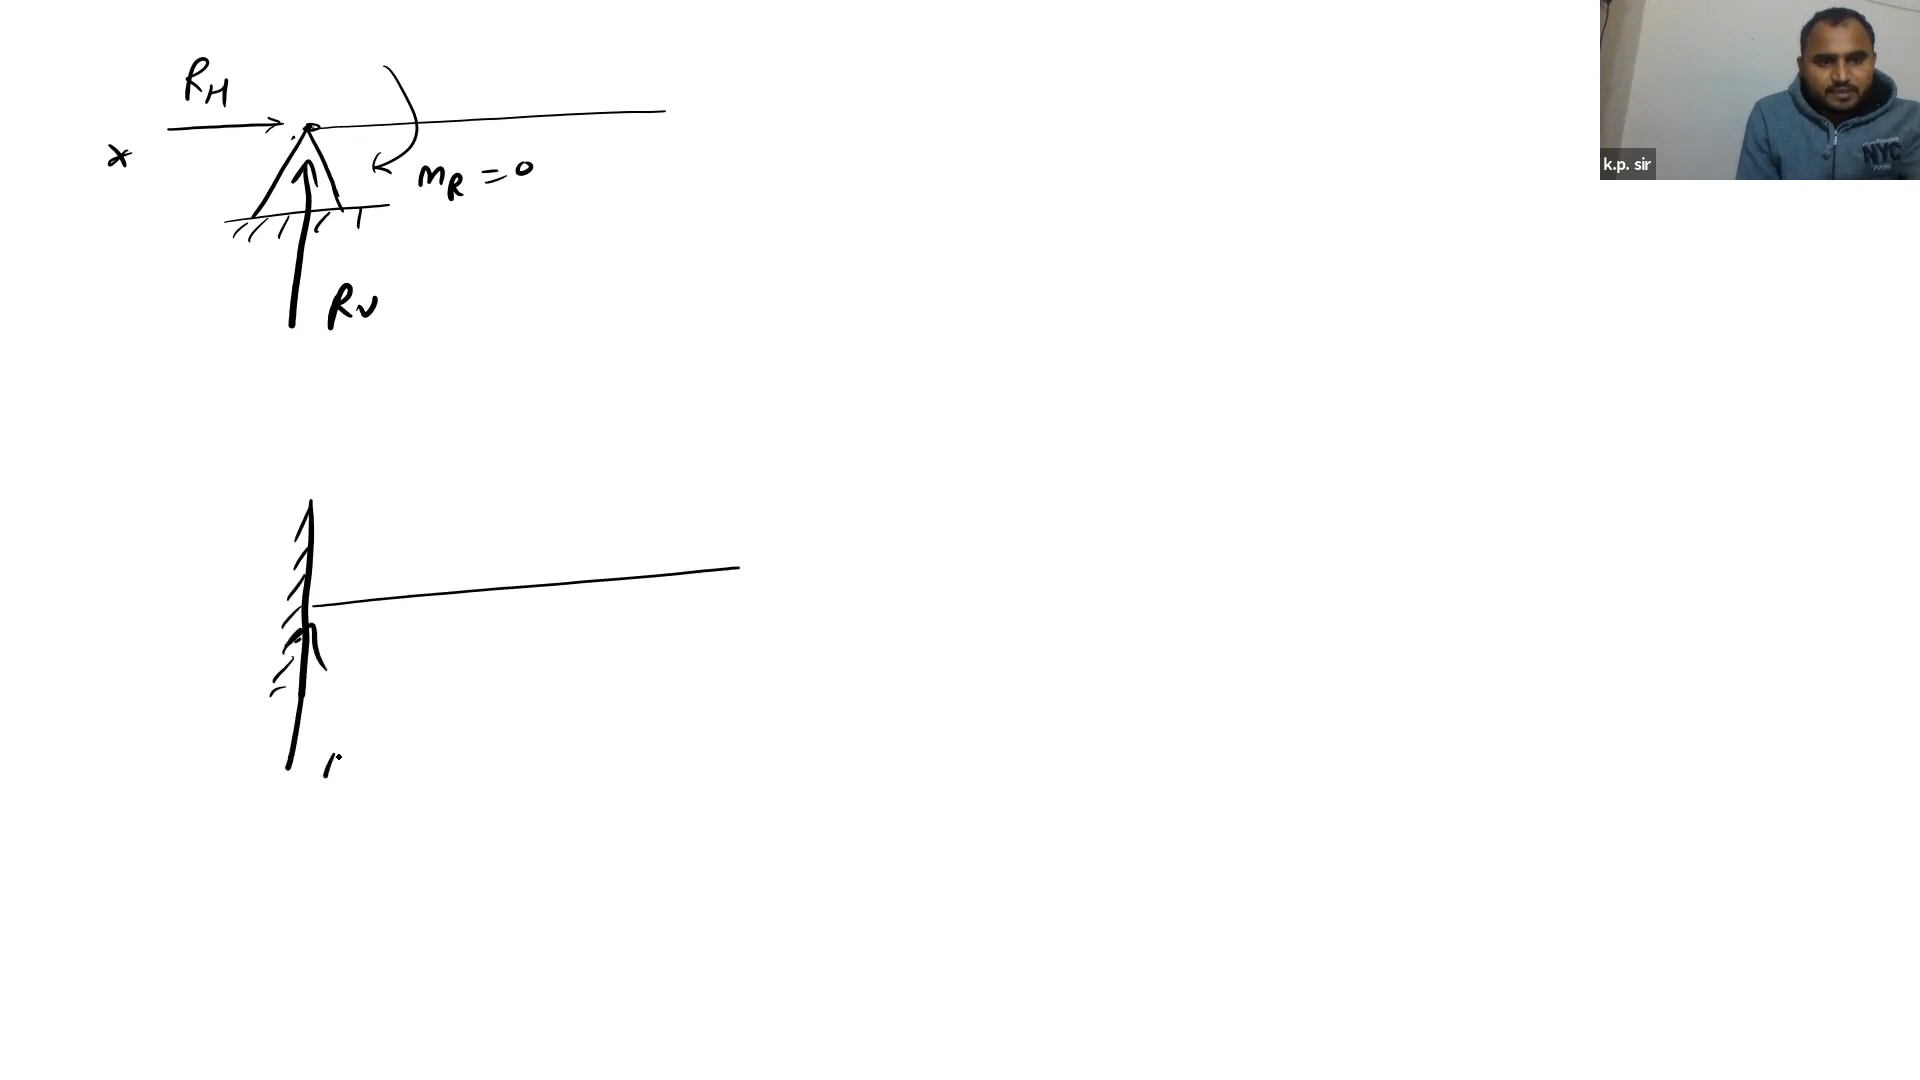 R_H
x
m_R = 0
R_v
k.p. sir
NYC